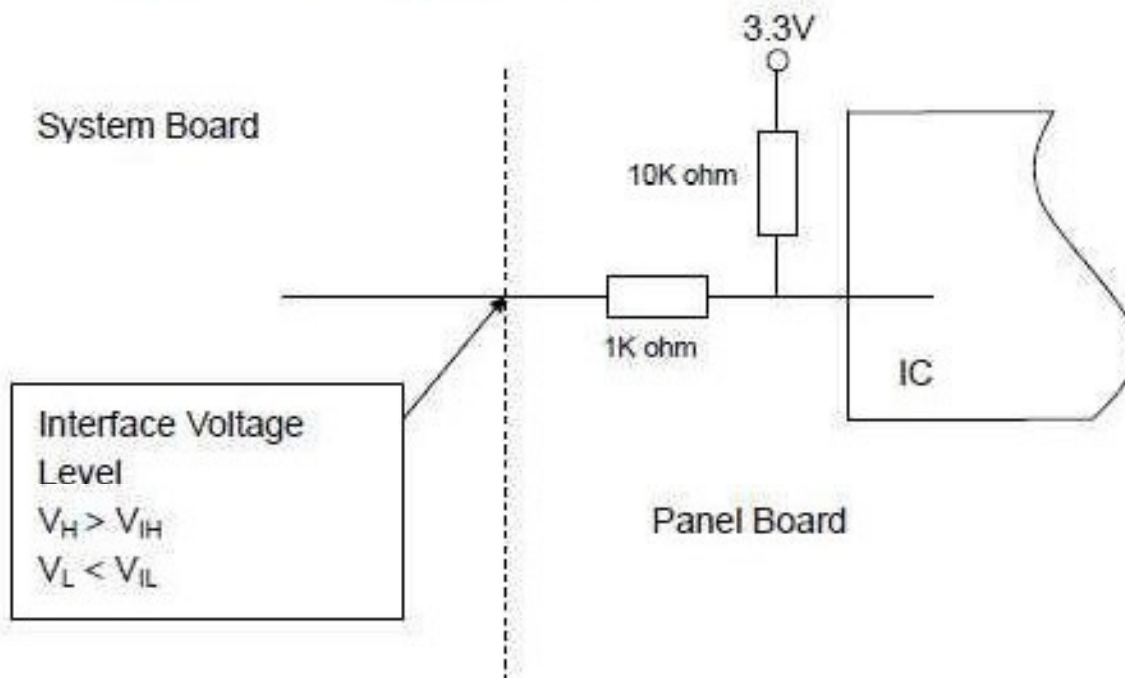 3.3V
System Board
10K ohm
1K ohm
IC
Interface Voltage
Level
V_H > V_IH
V_L < V_IL
Panel Board